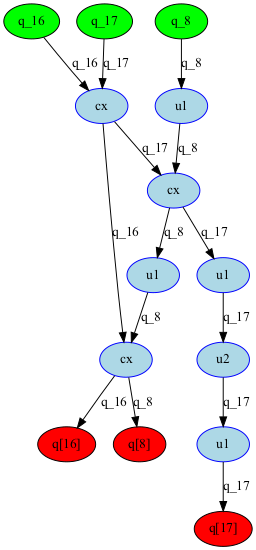 q_16 q_17 q_8
q_16 q_17 q_8
cx u1
q_17 q_8
cx
q_16 q_8 q_17
u1 u1
q_8 q_17
cx u2
q_16 q_8 q_17
q[16] q[8] u1
q_17
q[17]